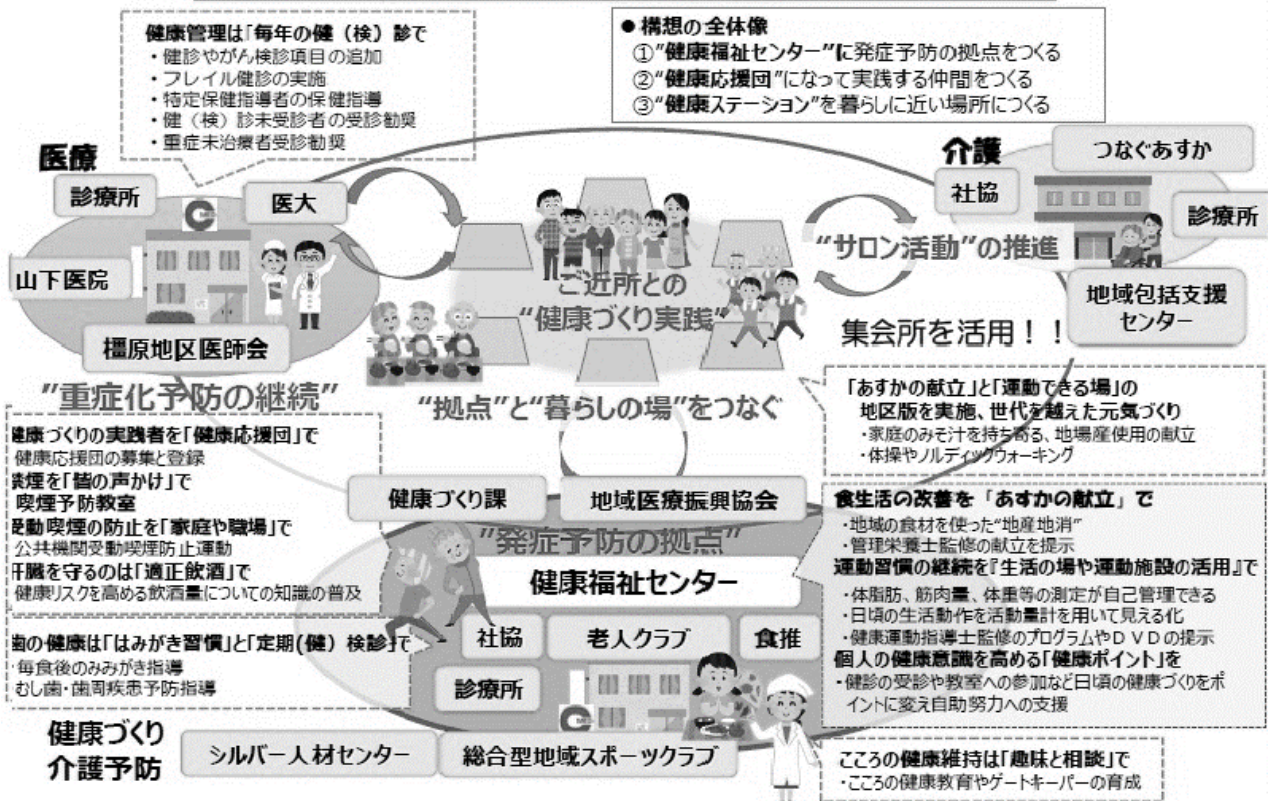 健康管理は「毎年の健（検）診で
・健診やがん検診項目の追加
・フレイル健診の実施
・特定保健指導者の保健指導
・健（検）診未受診者の受診勧奨
・重症未治療者受診勧奨
●構想の全体像
①"健康福祉センター"に発症予防の拠点をつくる
②“健康応援団”になって実践する仲間をつくる
③“健康ステーション”を暮らしに近い場所につくる
医療
診療所
医大
山下医院
橿原地区医師会
”重症化予防の継続”
介護
つなぐあすか
社協
診療所
地域包括支援
センター
“サロン活動”の推進
集会所を活用！！
ご近所との
“健康づくり実践”
“拠点”と“暮らしの場”をつなぐ
「あすかの献立」と「運動できる場」の
地区版を実施、世代を越えた元気づくり
・家庭のみそ汁を持ち寄る、地場産使用の献立
・体操やノルディックウォーキング
健康づくりの実践者を「健康応援団」で
健康応援団の募集と登録
禁煙を「皆の声かけ」で
喫煙予防教室
受動喫煙の防止を「家庭や職場」で
公共機関受動喫煙防止運動
肝臓を守るのは「適正飲酒」で
健康リスクを高める飲酒量についての知識の普及
歯の健康は「はみがき習慣」と「定期(健）検診」で
・毎食後のみみがき指導
むし歯・歯周疾患予防指導
健康づくり課
地域医療振興協会
”発症予防の拠点”
健康福祉センター
社協
老人クラブ
食推
診療所
食生活の改善を「あすかの献立」で
・地域の食材を使った“地産地消”
・管理栄養士監修の献立を提示
運動習慣の継続を『生活の場や運動施設の活用』で
・体脂肪、筋肉量、体重等の測定が自己管理できる
・日頃の生活動作を活動量計を用いて見える化
・健康運動指導士監修のプログラムやＤＶＤの提示
個人の健康意識を高める「健康ポイント」を
・健診の受診や教室への参加など日頃の健康づくりをポ
イントに変え自助努力への支援
健康づくり
介護予防
シルバー人材センター
総合型地域スポーツクラブ
こころの健康維持は「趣味と相談」で
・こころの健康教育やゲートキーパーの育成